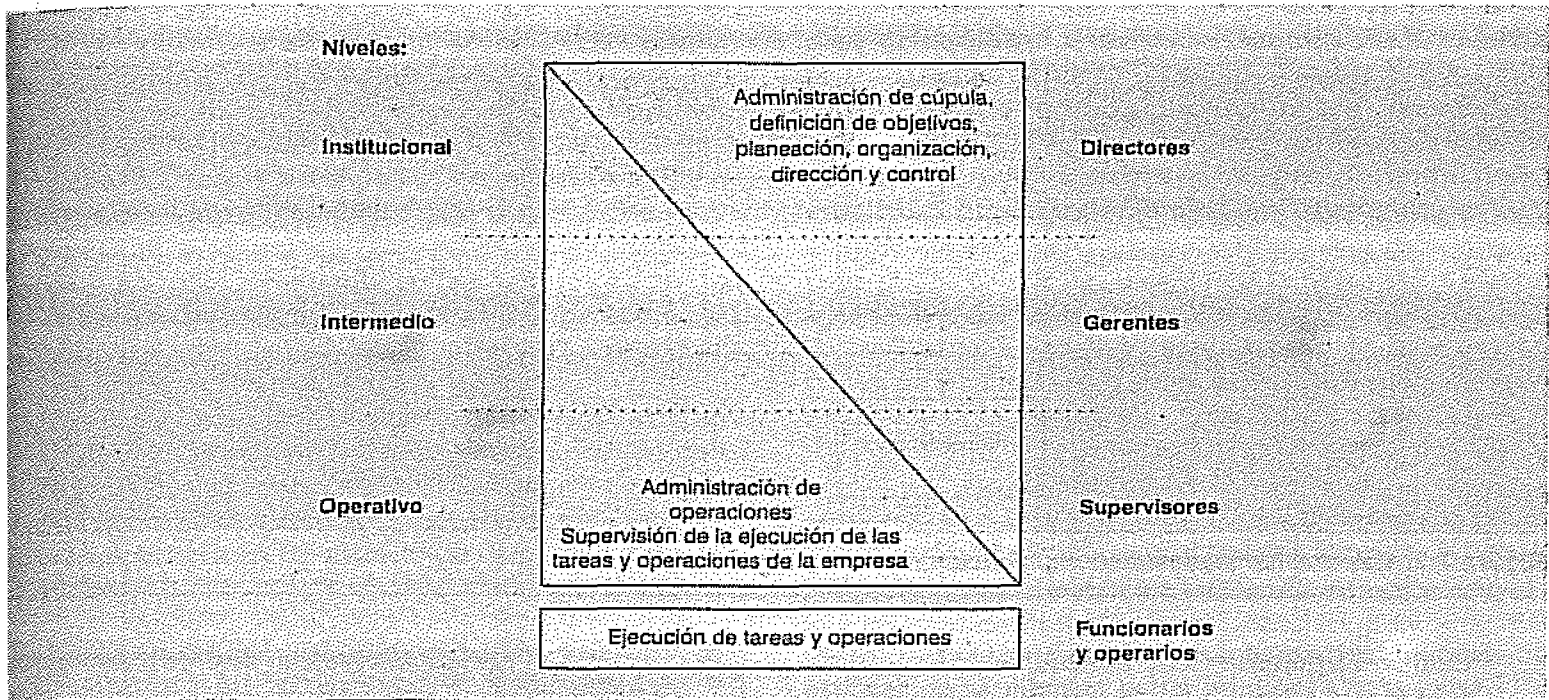 Niveles:
Administración de cúpula,
definición de objetivos,
planeación, organización,
dirección y control
Institucional
Directores
Intermedio
Gerentes
Operativo
Administración de
operaciones
Supervisión de la ejecución de las
tareas y operaciones de la empresa
Supervisores
Ejecución de tareas y operaciones
Funcionarios
y operarios